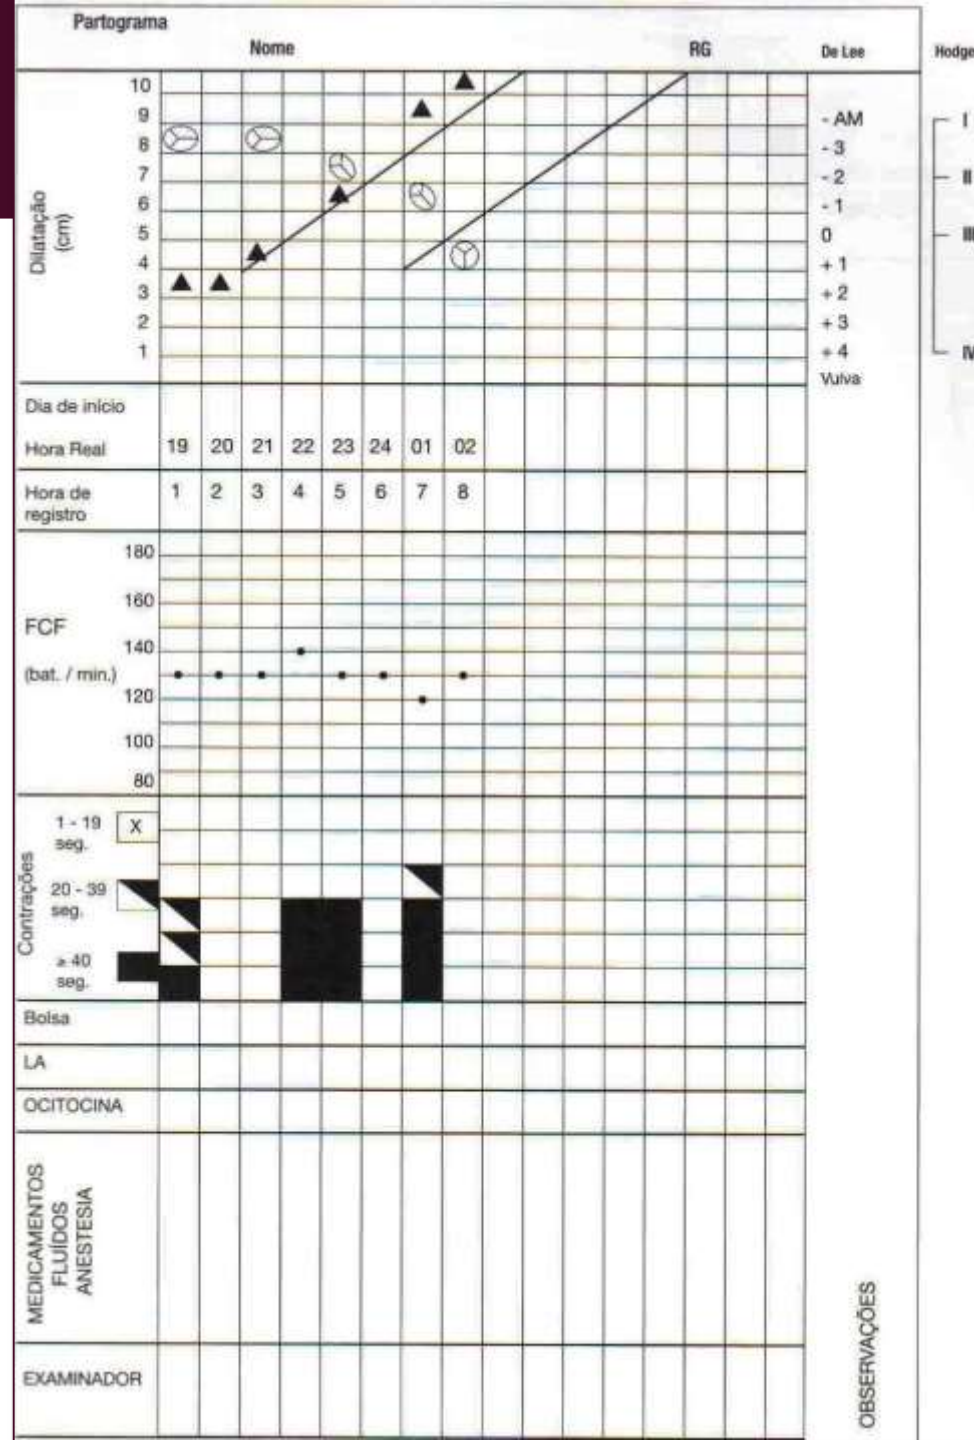 Partograma
Nome RG De Lee Hodge
Dilatação
(cm)
10
9 - AM I
8 - 3
7 - 2 II
6 - 1
5 0 III
4 + 1
3 + 2
2 + 3
1 + 4 IV
Vulva
Dia de início
Hora Real 19 20 21 22 23 24 01 02
Hora de
registro 1 2 3 4 5 6 7 8
180
160
FCF
140
(bat. / min.)
120
100
80
Contrações
1 - 19 X
seg.
20 - 39
seg.
≥ 40
seg.
Bolsa
LA
OCITOCINA
MEDICAMENTOS
FLUÍDOS
ANESTESIA
OBSERVAÇÕES
EXAMINADOR